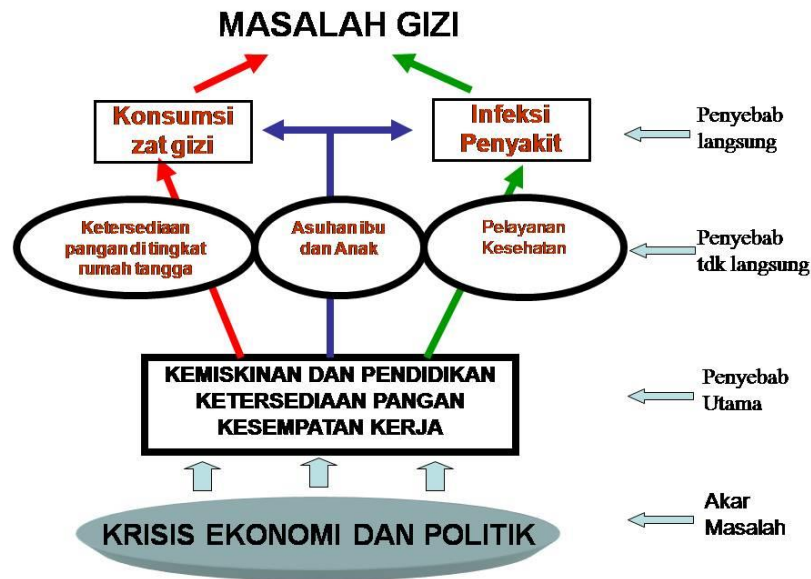 MASALAH GIZI
Konsumsi
zat gizi
Infeksi
Penyakit
Penyebab
langsung
Ketersediaan
pangan di tingkat
rumah tangga
Asuhan ibu
dan Anak
Pelayanan
Kesehatan
Penyebab
tdk langsung
KEMISKINAN DAN PENDIDIKAN
KETERSEDIAAN PANGAN
KESEMPATAN KERJA
Penyebab
Utama
KRISIS EKONOMI DAN POLITIK
Akar
Masalah